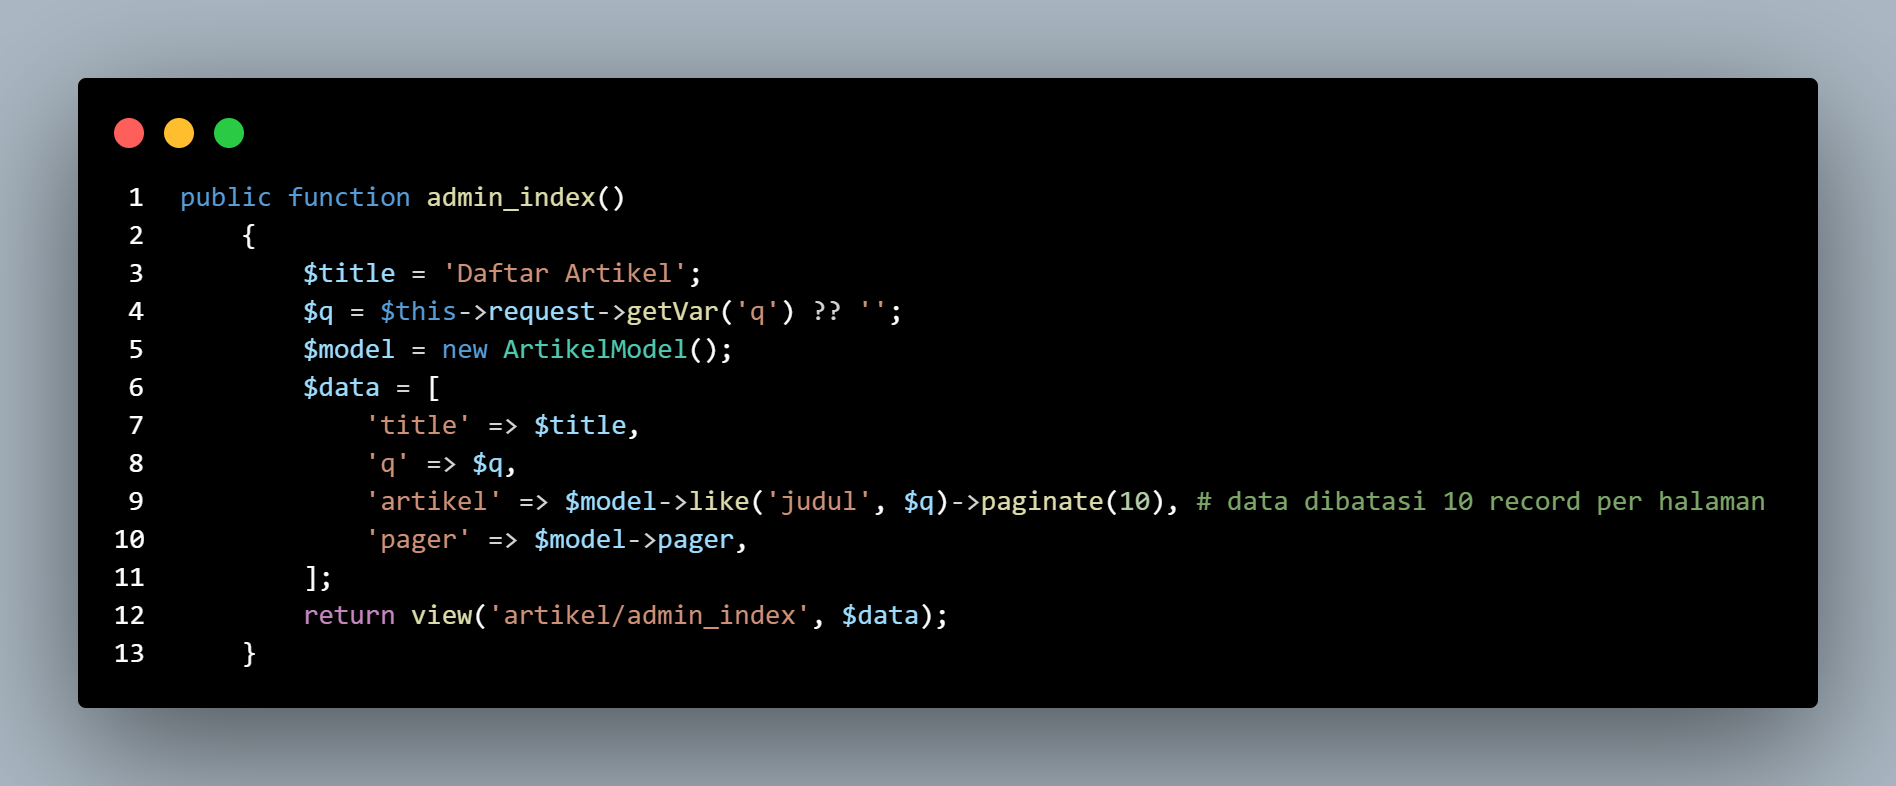 1 public function admin_index()
2     {
3         $title = 'Daftar Artikel';
4         $q = $this->request->getVar('q') ?? '';
5         $model = new ArtikelModel();
6         $data = [
7             'title' => $title,
8             'q' => $q,
9             'artikel' => $model->like('judul', $q)->paginate(10), # data dibatasi 10 record per halaman
10             'pager' => $model->pager,
11         ];
12         return view('artikel/admin_index', $data);
13     }